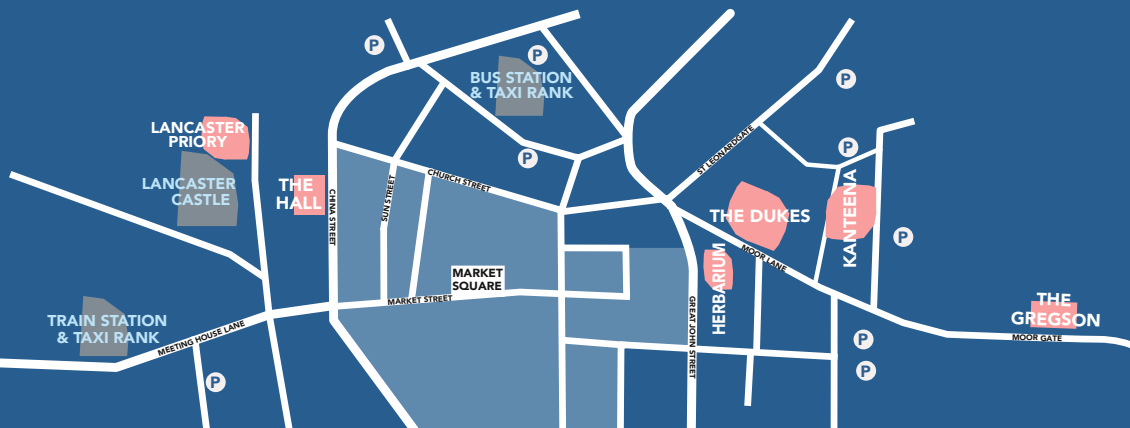 P
P
BUS STATION
& TAXI RANK
P
LANCASTER
PRIORY
ST LEONARDGATE
P
P
LANCASTER
CASTLE
THE
HALL
CHINA STREET
SUN STREET
CHURCH STREET
THE DUKES
KANTEENA
P
MOOR LANE
HERBARIUM
MARKET
SQUARE
MARKET STREET
GREAT JOHN STREET
THE
GREGSON
MOOR GATE
TRAIN STATION
& TAXI RANK
MEETING HOUSE LANE
P
P
P